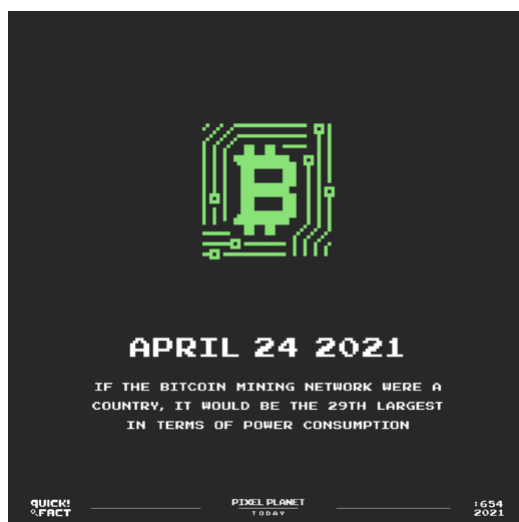 APRIL 24 2021
IF THE BITCOIN MINING NETWORK WERE A
COUNTRY, IT WOULD BE THE 29TH LARGEST
IN TERMS OF POWER CONSUMPTION
QUICK!
FACT
PIXEL PLANET
TODAY
:654
2021